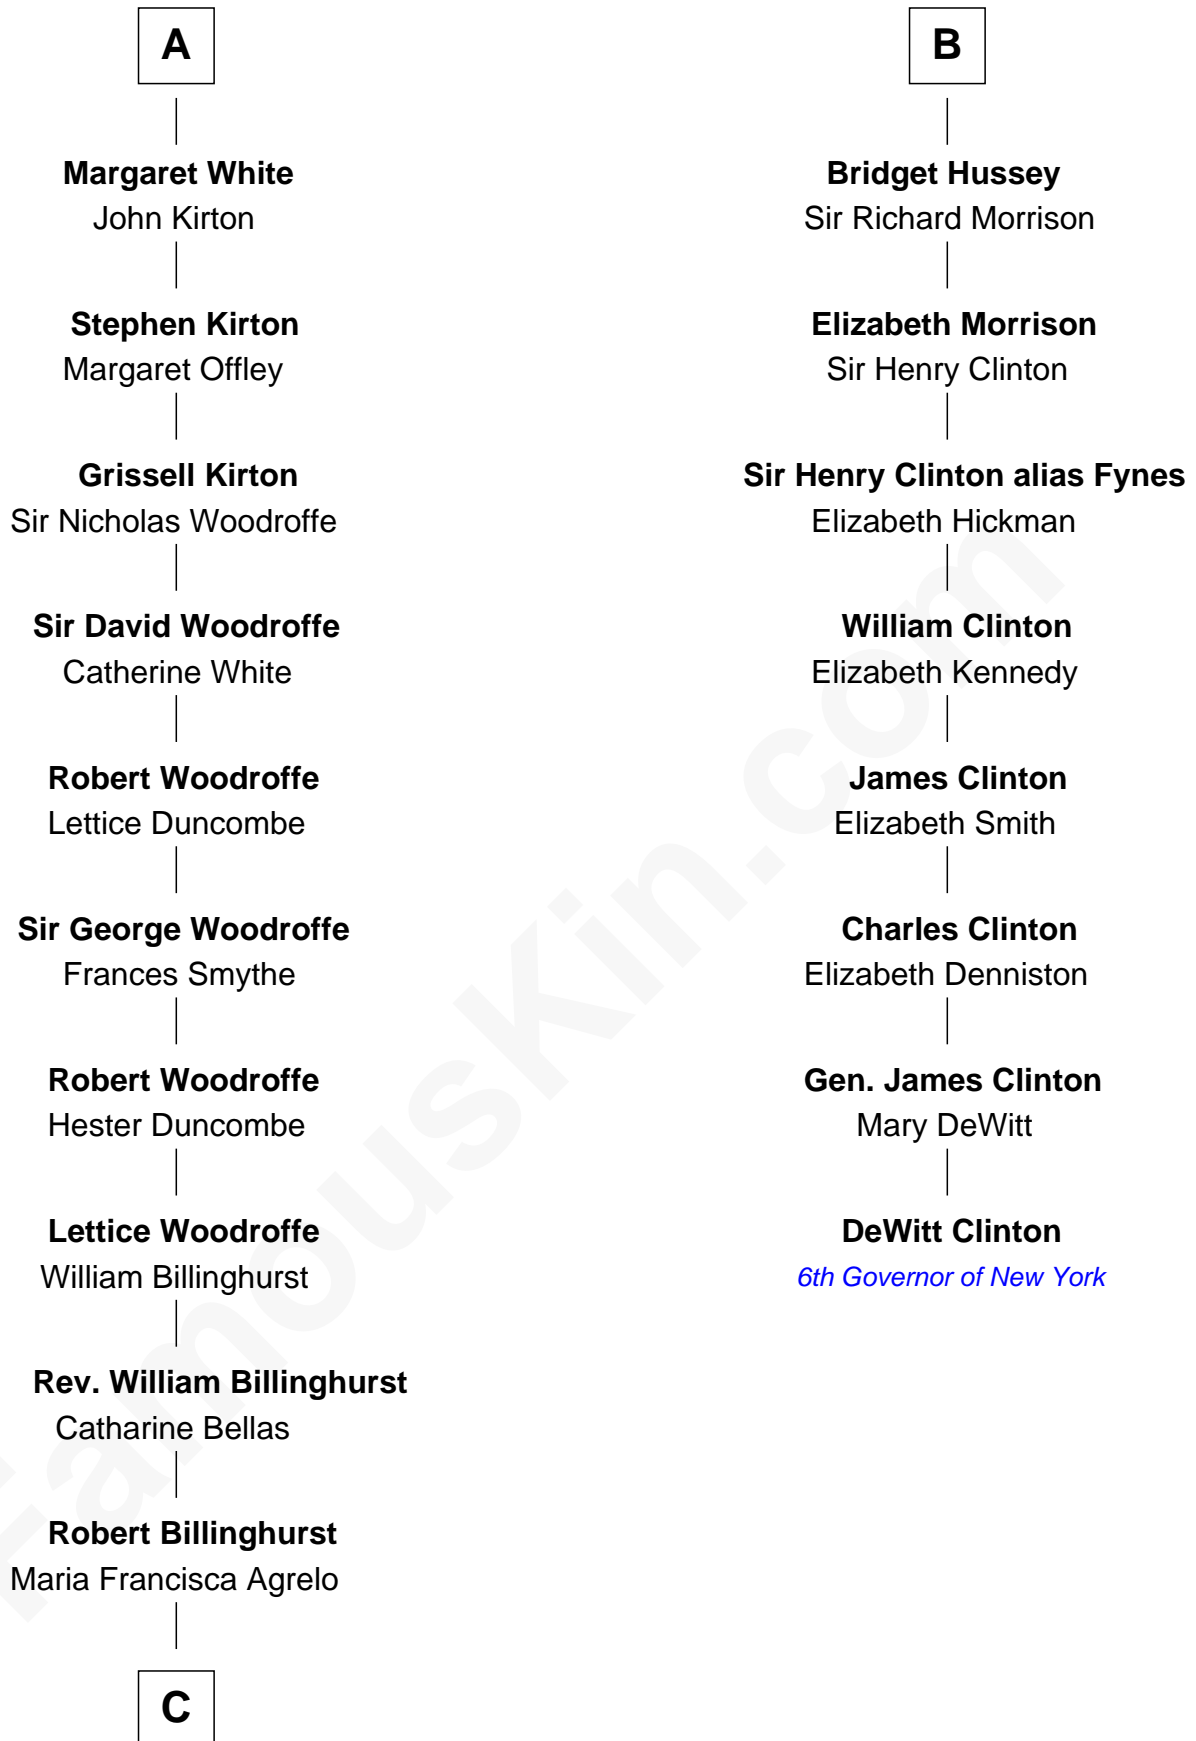 A
Margaret White
John Kirton
Stephen Kirton
Margaret Offley
Grissell Kirton
Sir Nicholas Woodroffe
Sir David Woodroffe
Catherine White
Robert Woodroffe
Lettice Duncombe
Sir George Woodroffe
Frances Smythe
Robert Woodroffe
Hester Duncombe
Lettice Woodroffe
William Billinghurst
Rev. William Billinghurst
Catharine Bellas
Robert Billinghurst
Maria Francisca Agrelo
C
B
Bridget Hussey
Sir Richard Morrison
Elizabeth Morrison
Sir Henry Clinton
Sir Henry Clinton alias Fynes
Elizabeth Hickman
William Clinton
Elizabeth Kennedy
James Clinton
Elizabeth Smith
Charles Clinton
Elizabeth Denniston
Gen. James Clinton
Mary DeWitt
DeWitt Clinton
6th Governor of New York
FamousKin.com